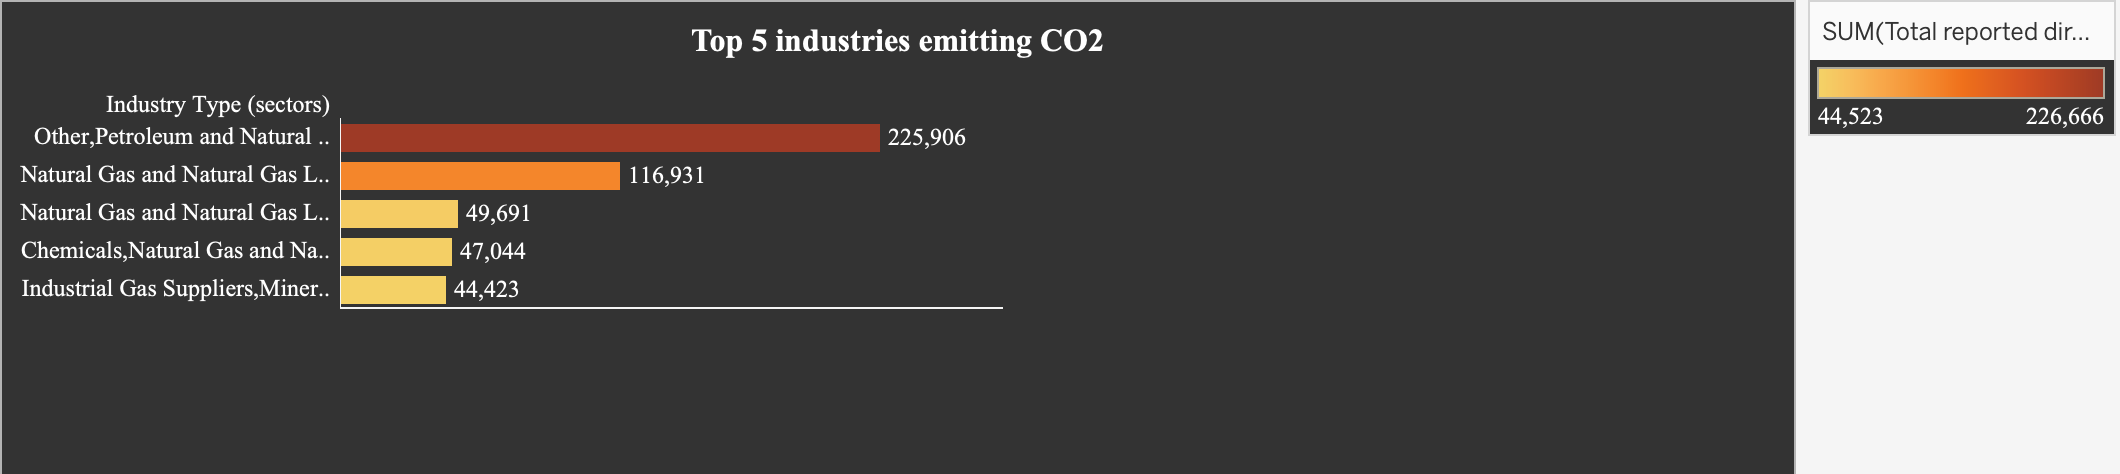 Top 5 industries emitting CO2
SUM(Total reported dir...
44,523 226,666
Industry Type (sectors)
Other,Petroleum and Natural .. 225,906
Natural Gas and Natural Gas L.. 116,931
Natural Gas and Natural Gas L.. 49,691
Chemicals,Natural Gas and Na.. 47,044
Industrial Gas Suppliers,Miner.. 44,423